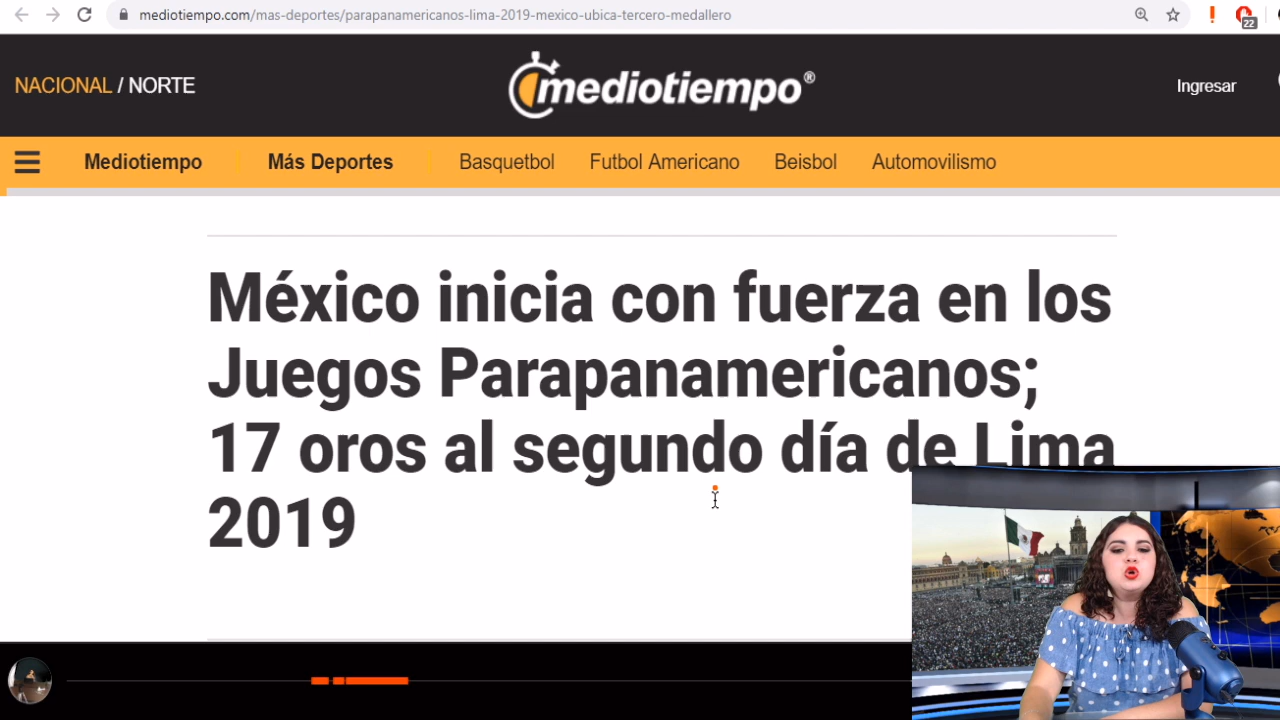 mediotiempo.com/mas-deportes/parapanamericanos-lima-2019-mexico-ubica-tercero-medallero
22
NACIONAL / NORTE
mediotiempo®
Ingresar
Mediotiempo
Más Deportes
Basquetbol
Futbol Americano
Beisbol
Automovilismo
México inicia con fuerza en los
Juegos Parapanamericanos;
17 oros al segundo día de Lima
2019